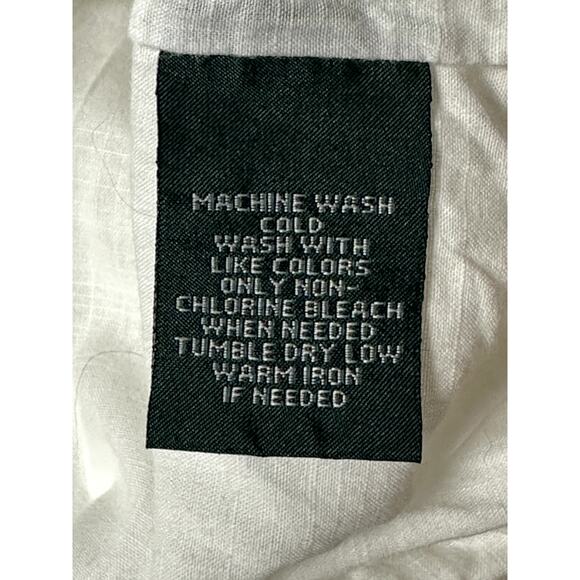 MACHINE WASH
COLD
WASH WITH
LIKE COLORS
ONLY NON-
CHLORINE BLEACH
WHEN NEEDED
TUMBLE DRY LOW
WARM IRON
IF NEEDED